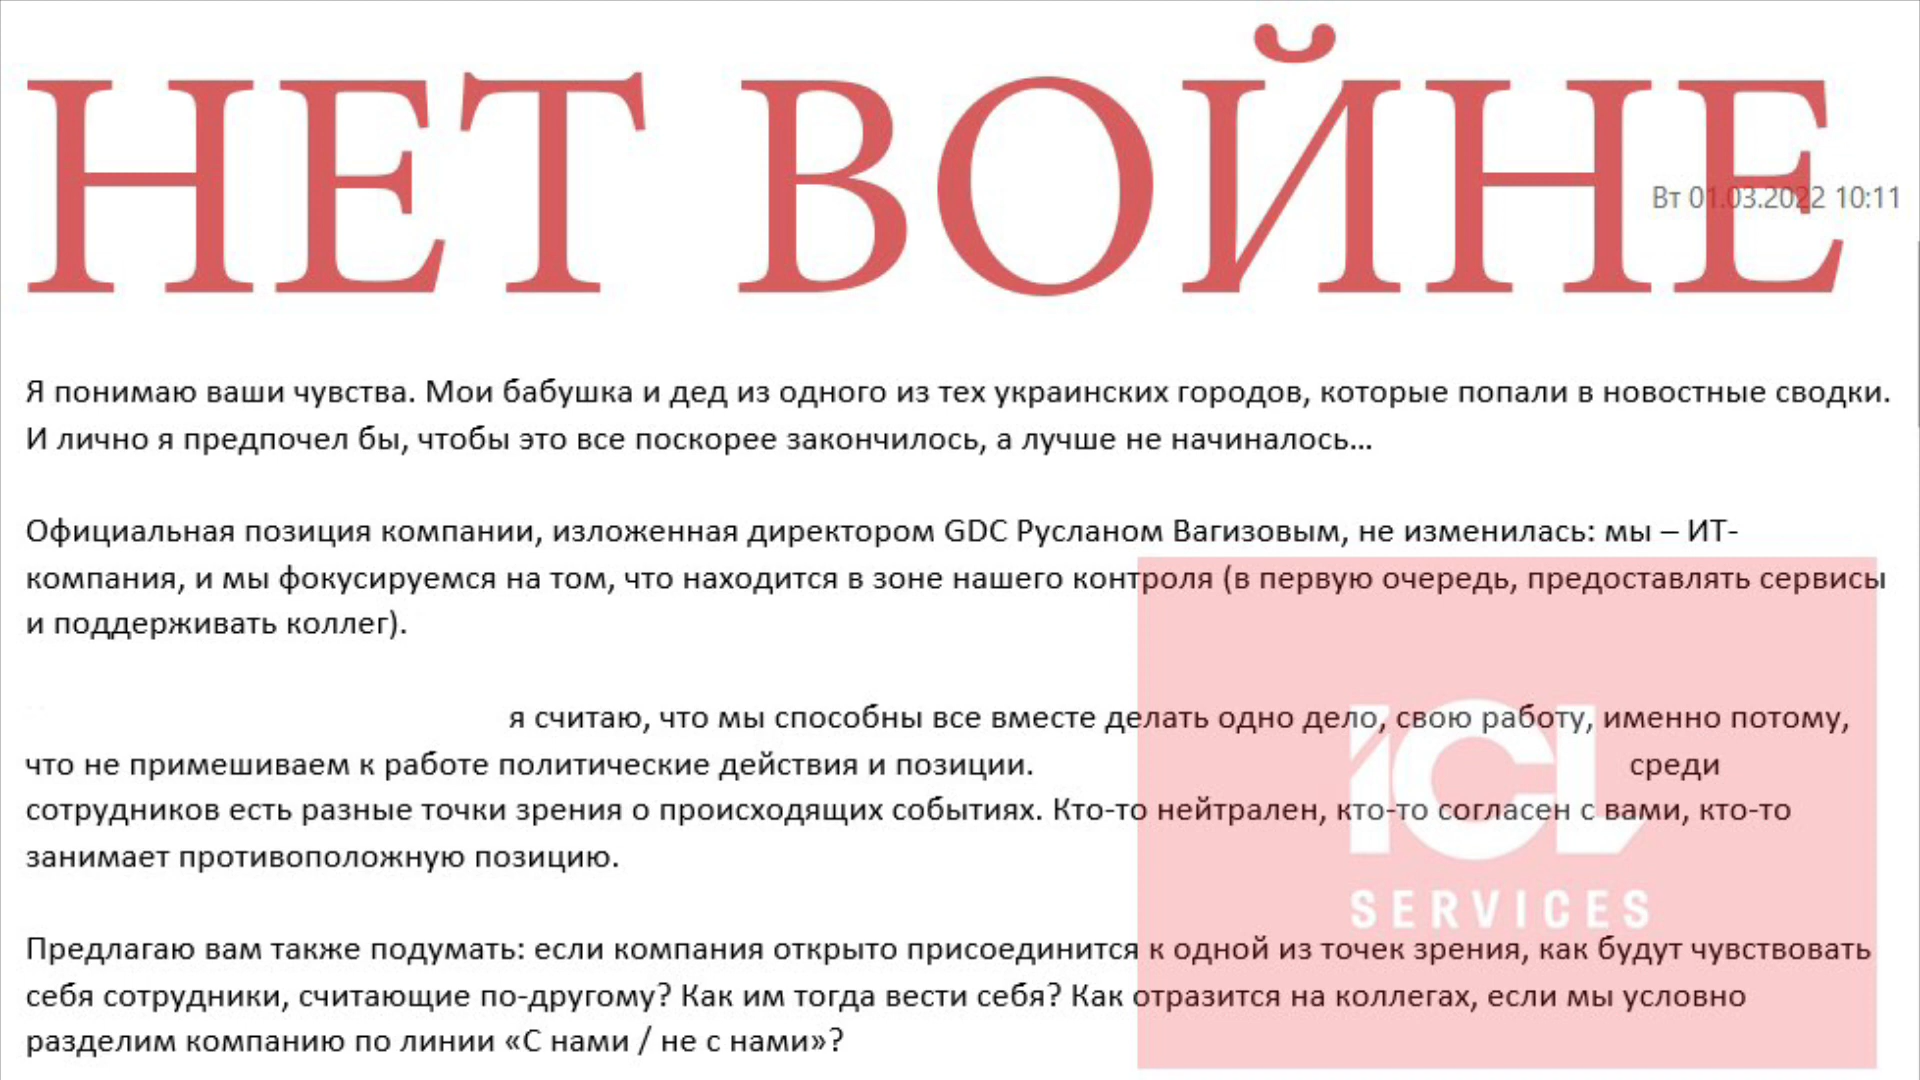 НЕТ ВОЙНЕ
Вт 01.03.2022 10:11
Я понимаю ваши чувства. Мои бабушка и дед из одного из тех украинских городов, которые попали в новостные сводки.
И лично я предпочел бы, чтобы это все поскорее закончилось, а лучше не начиналось...
Официальная позиция компании, изложенная директором GDC Русланом Вагизовым, не изменилась: мы – ИТ-
компания, и мы фокусируемся на том, что находится в зоне нашего контроля (в первую очередь, предоставлять сервисы
и поддерживать коллег).
я считаю, что мы способны все вместе делать одно дело, свою работу, именно потому,
что не примешиваем к работе политические действия и позиции. среди
сотрудников есть разные точки зрения о происходящих событиях. Кто-то нейтрален, кто-то согласен с вами, кто-то
занимает противоположную позицию.
ICL
SERVICES
Предлагаю вам также подумать: если компания открыто присоединится к одной из точек зрения, как будут чувствовать
себя сотрудники, считающие по-другому? Как им тогда вести себя? Как отразится на коллегах, если мы условно
разделим компанию по линии «С нами / не с нами»?